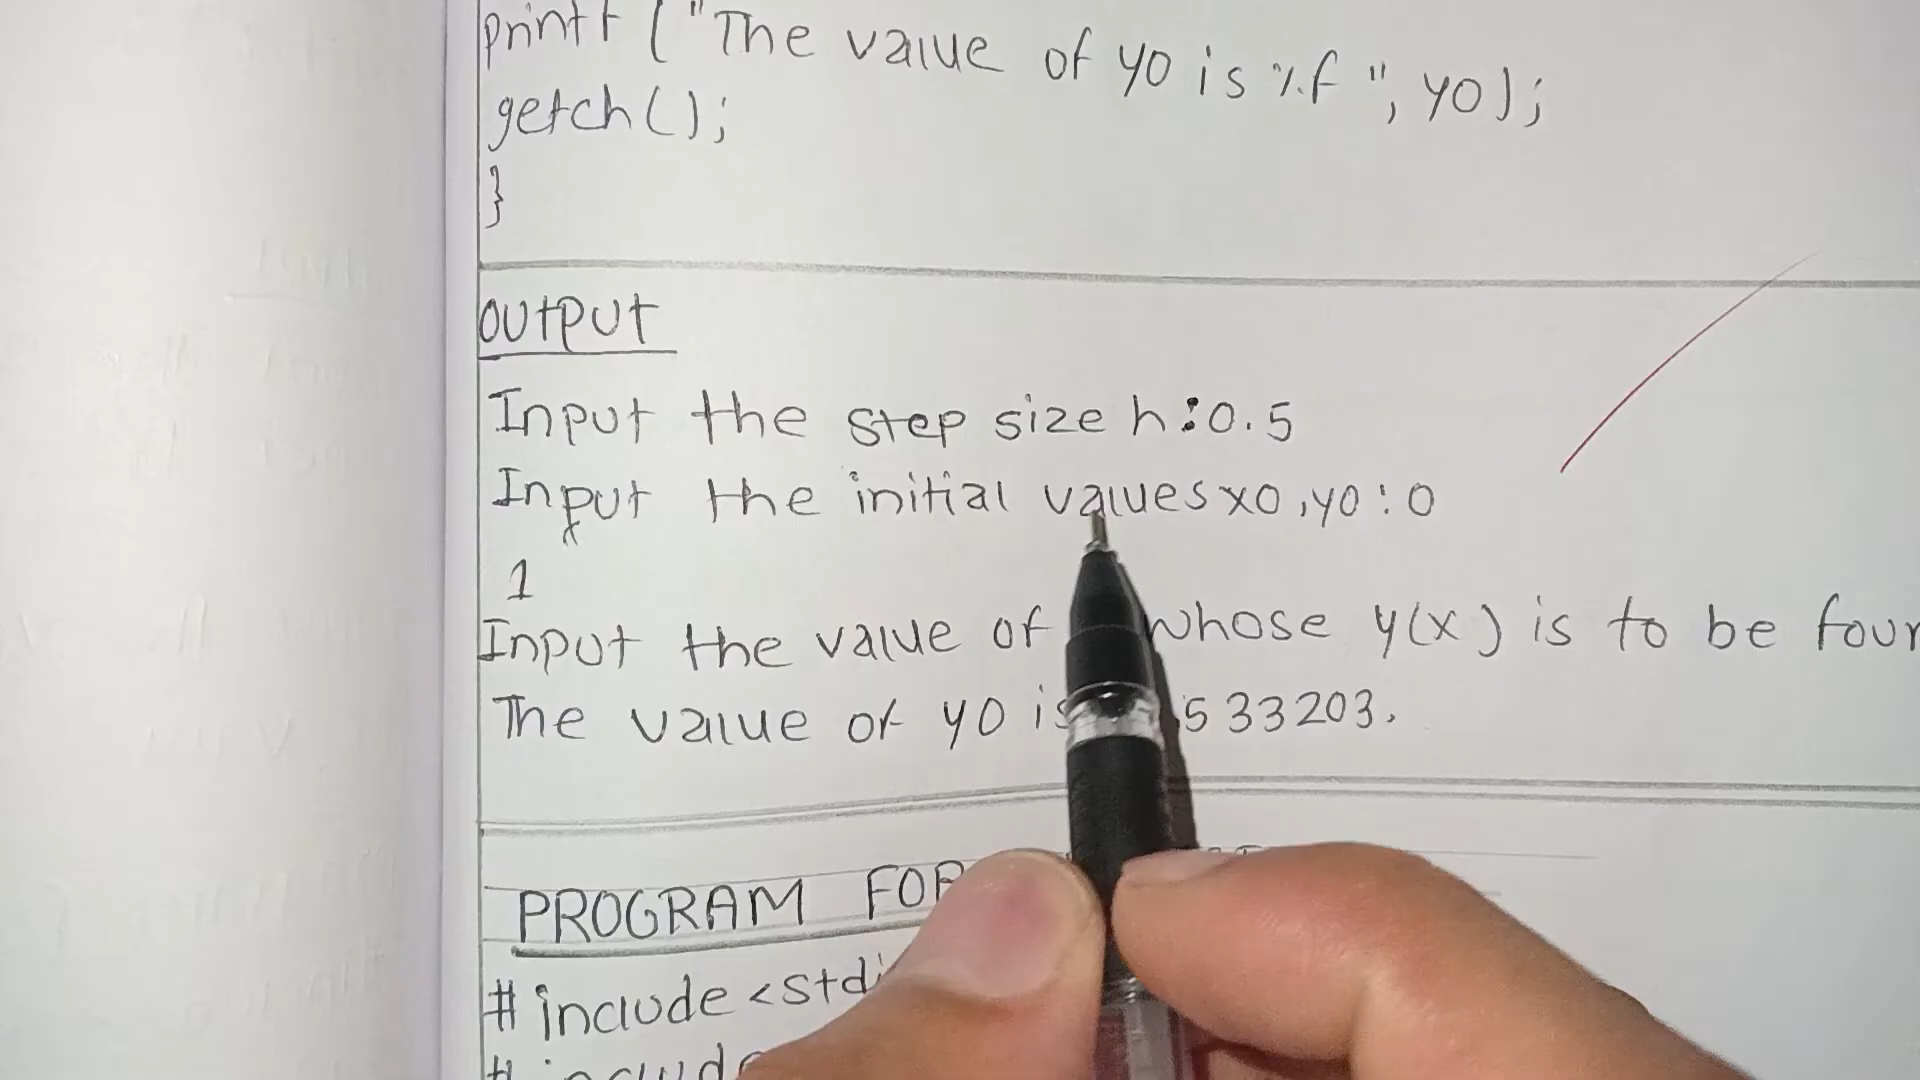 printf ("The value of y0 is %f", y0);
getch();
}
OUTPUT
Input the step size h:0.5
Input the initial values x0,y0:0
1
Input the value of whose y(x) is to be
The value of y0 is 533203.
PROGRAM FOR
# include <stdi
# include